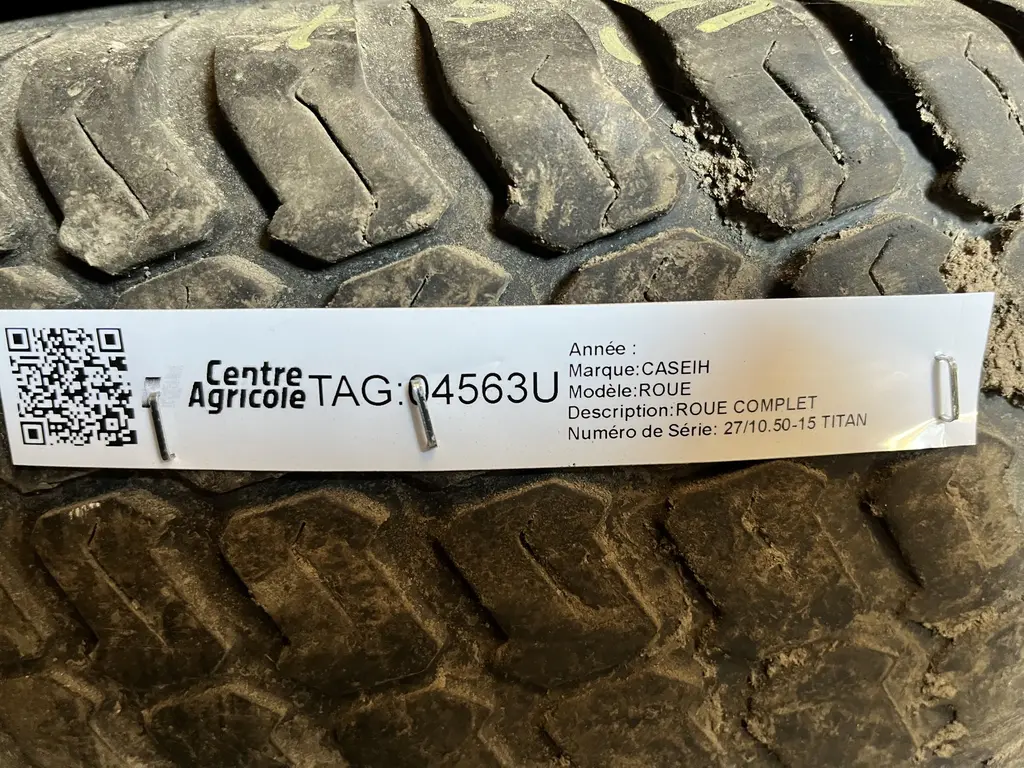 Centre
Agricole
TAG:04563U
Année :
Marque:CASEIH
Modèle:ROUE
Description:ROUE COMPLET
Numéro de Série: 27/10.50-15 TITAN